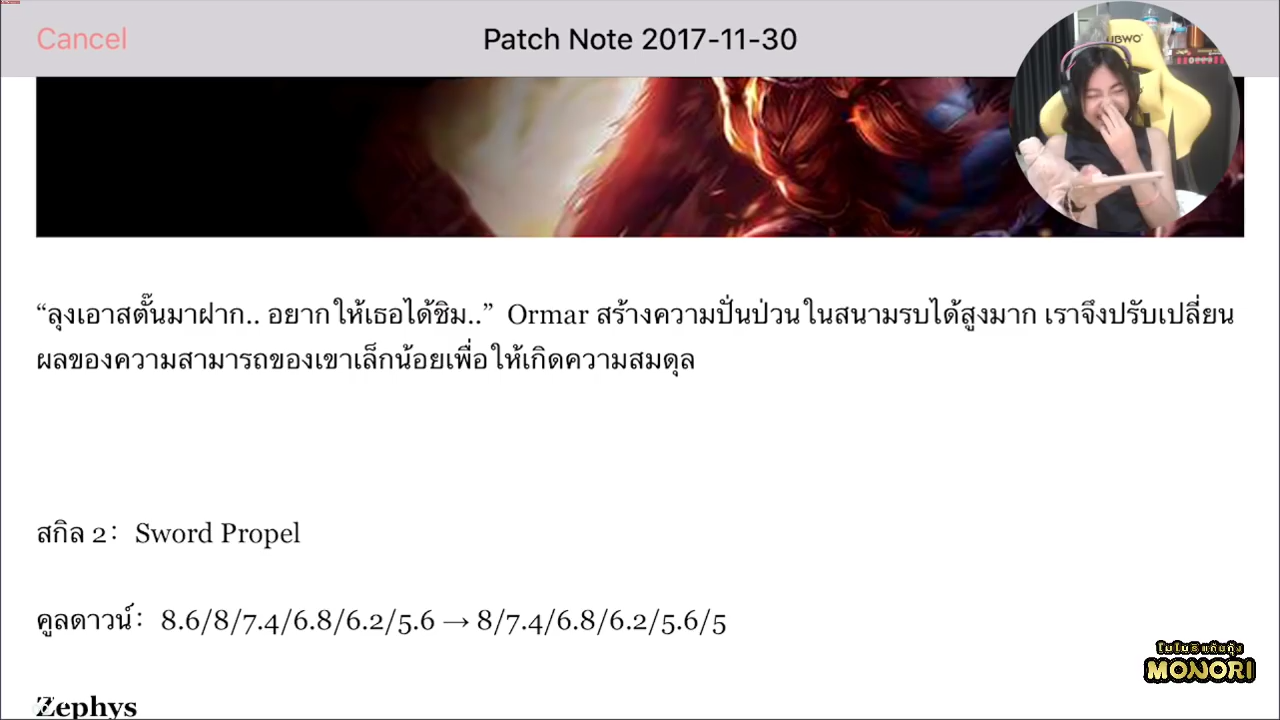 Cancel
Patch Note 2017-11-30
UBWO
“ลุงเอาสตั๊นมาฝาก.. อยากให้เธอได้ชิม..” Ormar สร้างความปั่นป่วนในสนามรบได้สูงมาก เราจึงปรับเปลี่ยน
ผลของความสามารถของเขาเล็กน้อยเพื่อให้เกิดความสมดุล
สกิล 2: Sword Propel
คูลดาวน์: 8.6/8/7.4/6.8/6.2/5.6 → 8/7.4/6.8/6.2/5.6/5
MONORI
Zephys